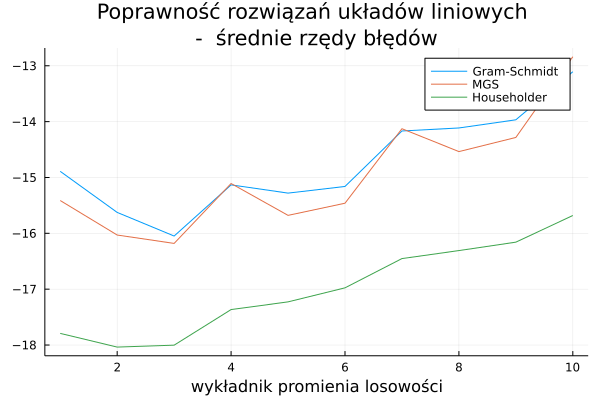 Poprawność rozwiązań układów liniowych
- średnie rzędy błędów
Gram-Schmidt
MGS
Householder
−13
−14
−15
−16
−17
−18
2
4
6
8
10
wykładnik promienia losowości